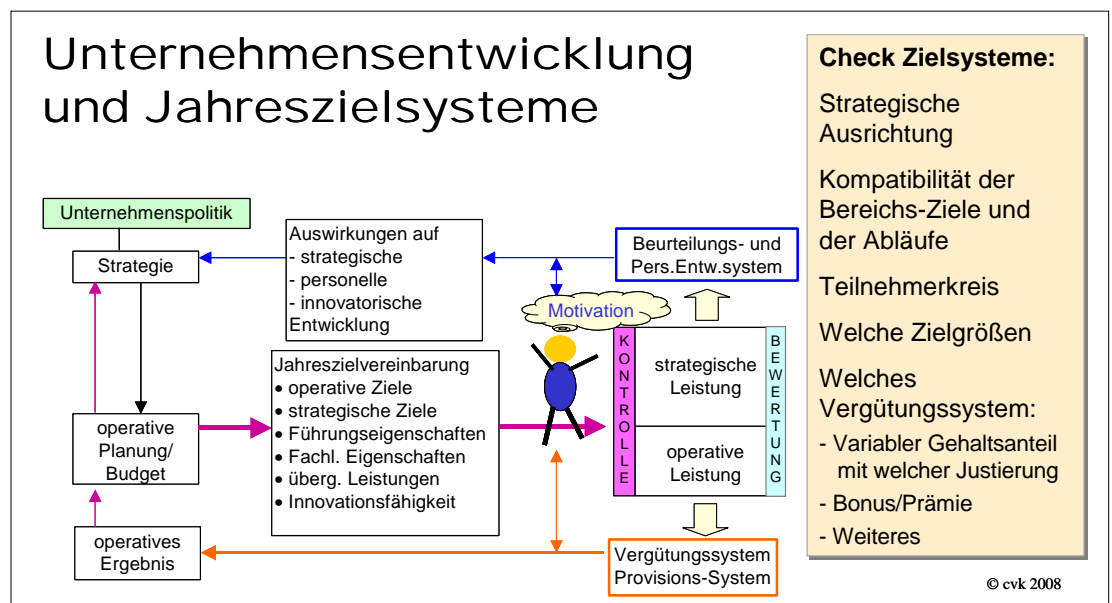 Unternehmensentwicklung
und Jahreszielsysteme
Unternehmenspolitik
Strategie
Auswirkungen auf
- strategische
- personelle
- innovatorische
Entwicklung
Beurteilungs- und
Pers.Entw.system
Motivation
operative
Planung/
Budget
Jahreszielvereinbarung
• operative Ziele
• strategische Ziele
• Führungseigenschaften
• Fachl. Eigenschaften
• überg. Leistungen
• Innovationsfähigkeit
KONTROLLE
strategische
Leistung
operative
Leistung
BEWERTUNG
operatives
Ergebnis
Vergütungssystem
Provisions-System
Check Zielsysteme:
Strategische
Ausrichtung
Kompatibilität der
Bereichs-Ziele und
der Abläufe
Teilnehmerkreis
Welche Zielgrößen
Welches
Vergütungssystem:
- Variabler Gehaltsanteil
mit welcher Justierung
- Bonus/Prämie
- Weiteres
© cvk 2008